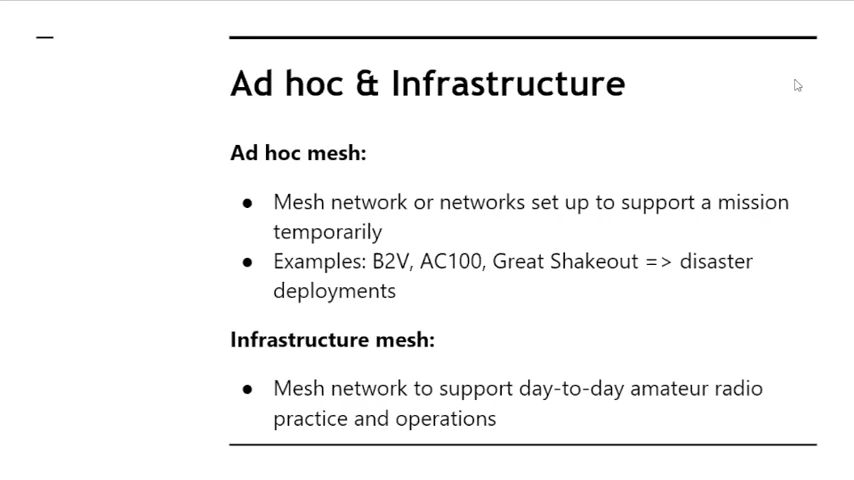 Ad hoc & Infrastructure
Ad hoc mesh:
● Mesh network or networks set up to support a mission
temporarily
● Examples: B2V, AC100, Great Shakeout => disaster
deployments
Infrastructure mesh:
● Mesh network to support day-to-day amateur radio
practice and operations